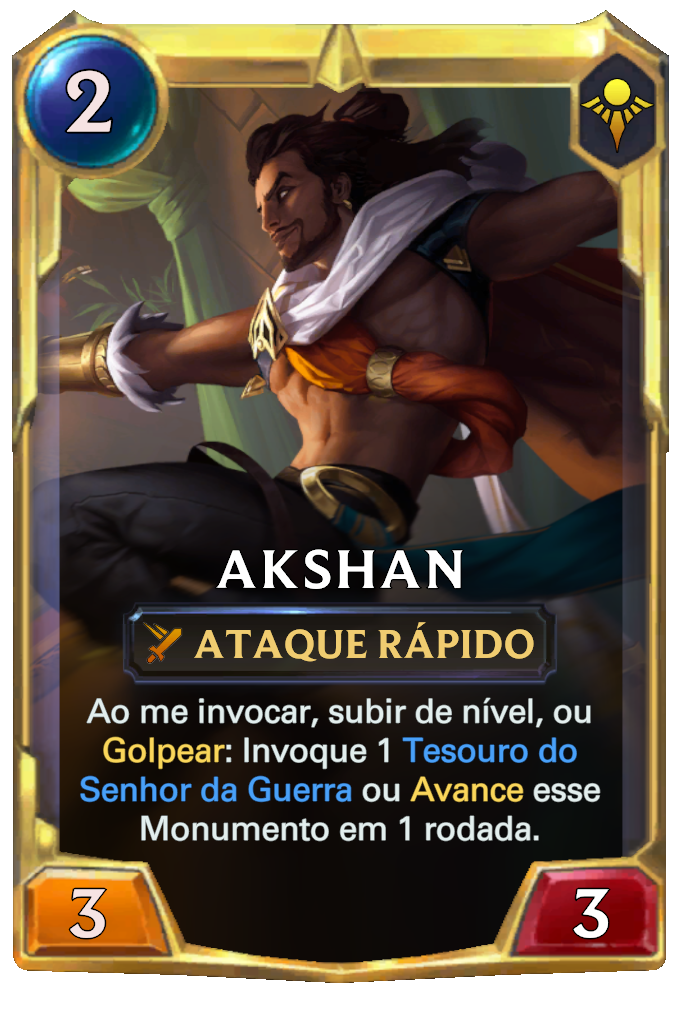 2
AKSHAN
ATAQUE RÁPIDO
Ao me invocar, subir de nível, ou
Golpear: Invoque 1 Tesouro do
Senhor da Guerra ou Avance esse
Monumento em 1 rodada.
3 3